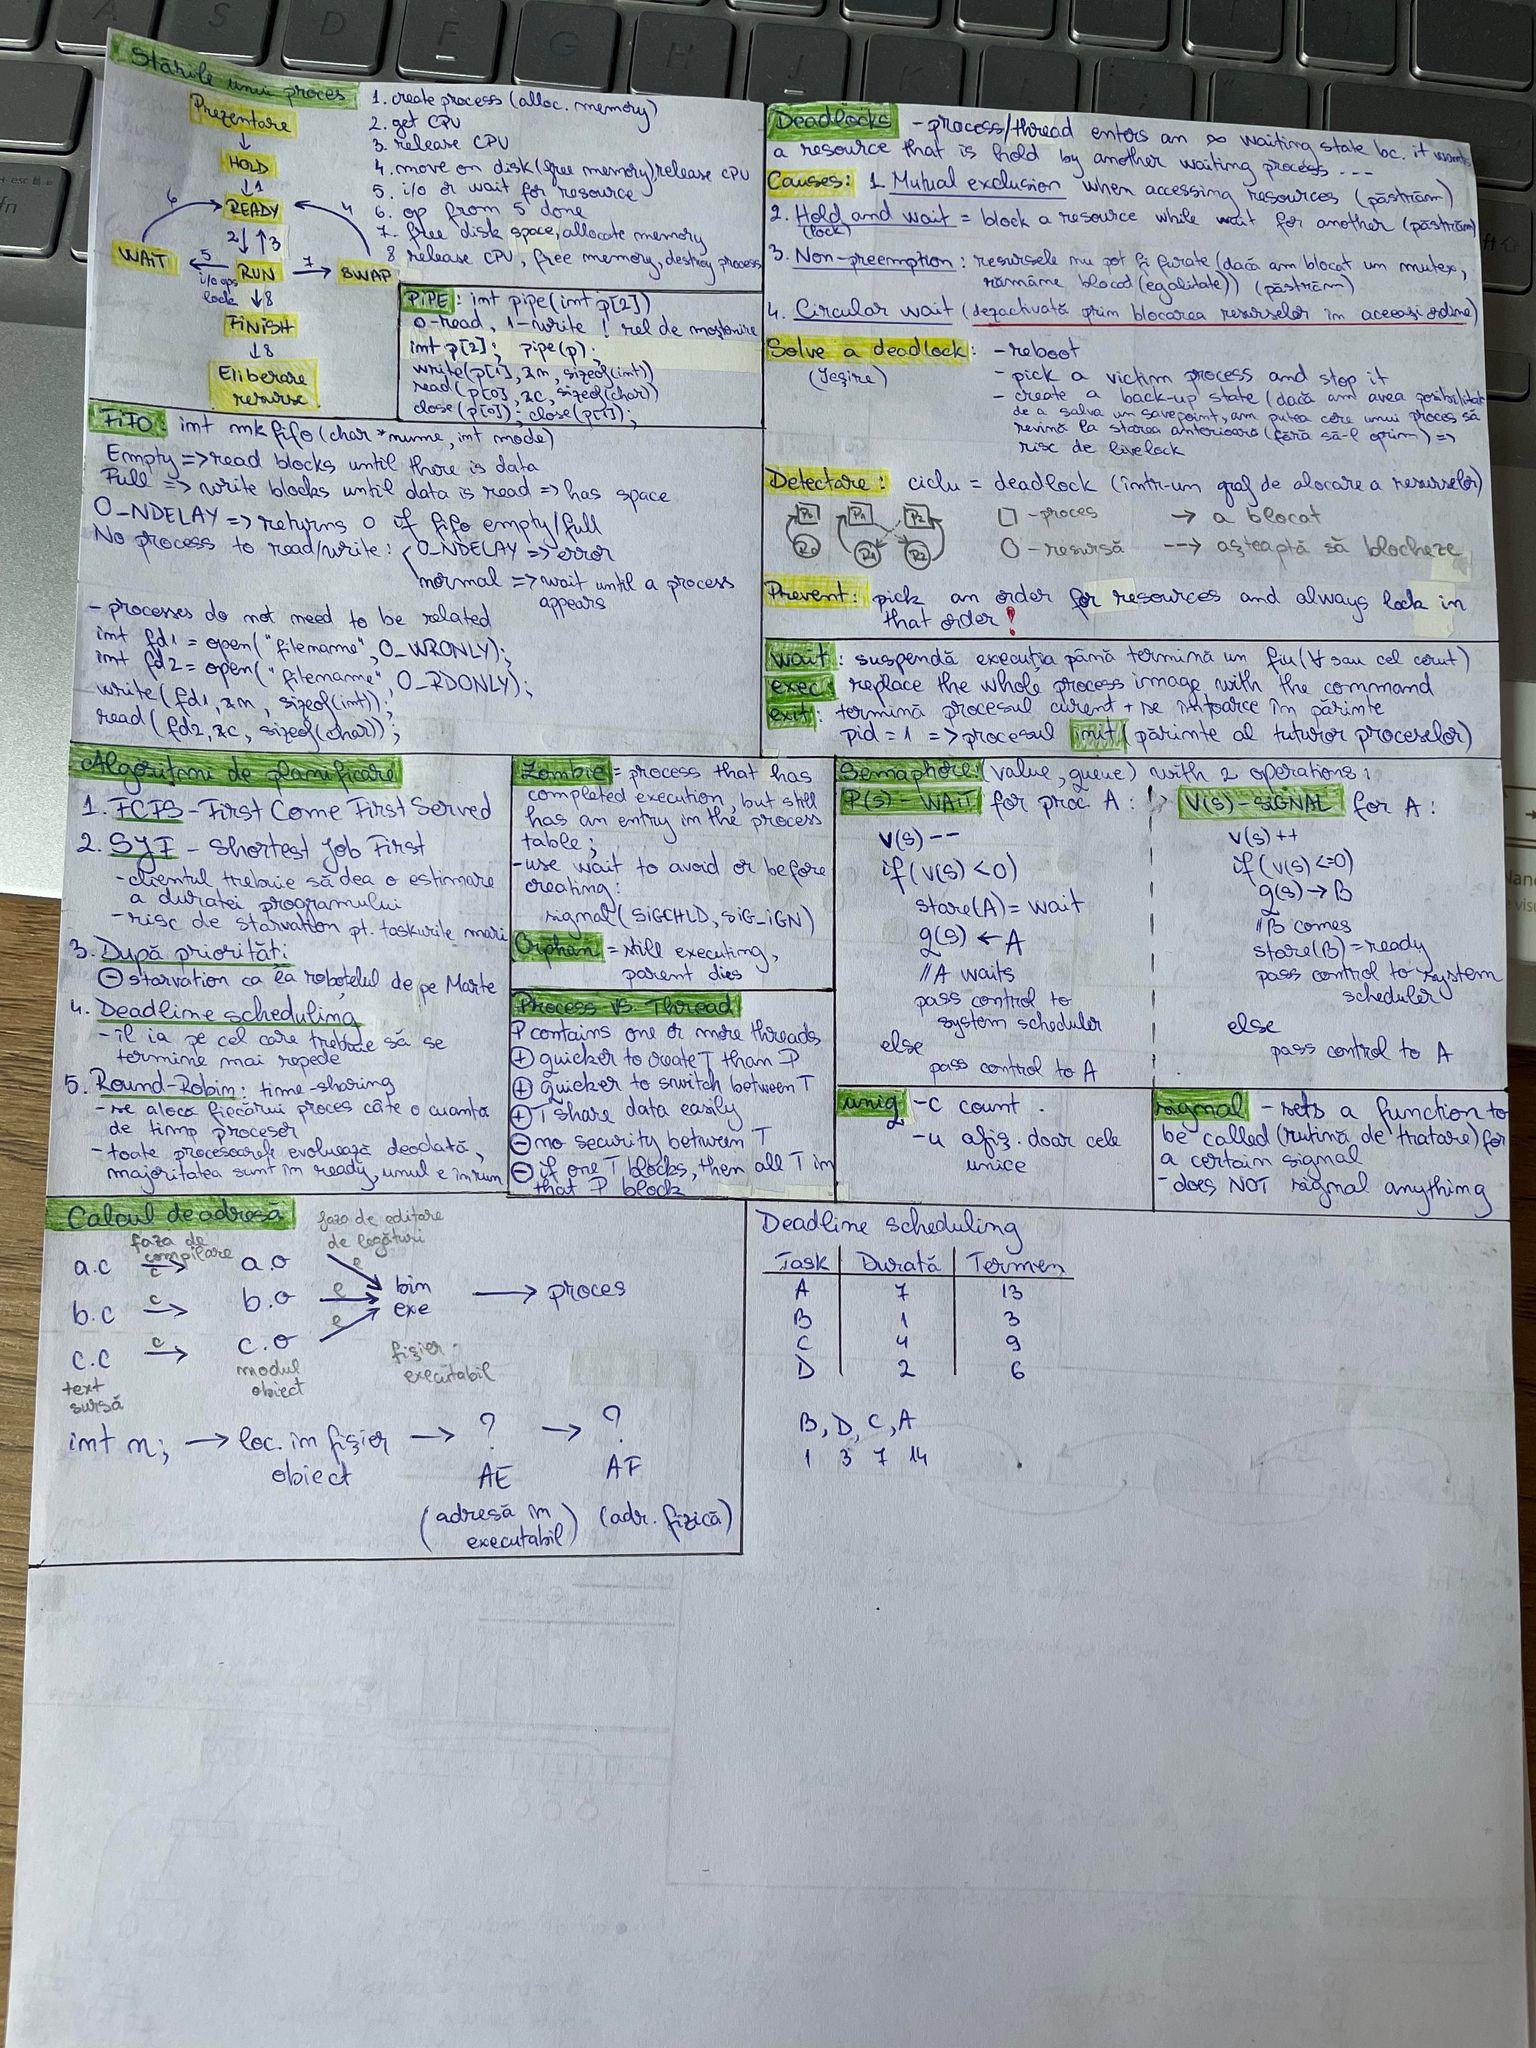 Stările unui proces
Prezentare
HOLD
1
READY
6
4
2 3
WAIT
5
RUN
7
SWAP
i/o ops
lock
8
FINISH
8
Eliberare
resurse
1. create process (alloc. memory)
2. get CPU
3. release CPU
4. move on disk (free memory), release CPU
5. i/o or wait for resource
6. op from 5 done
7. free disk space, allocate memory
8 release CPU, free memory, destroy process
PIPE: int pipe(int p[2])
0-read, 1-write ! rel de moștenire
int p[2]; pipe(p);
write(p[1], &n, sizeof(int))
read(p[0], &c, sizeof(char))
close(p[0]); close(p[1]);
FIFO: int mkfifo(char *nume, int mode)
Empty => read blocks until there is data
Full => write blocks until data is read => has space
O_NDELAY => returns 0 if fifo empty/full
No process to read/write: O_NDELAY => error
normal => wait until a process
appears
- processes do not need to be related
int fd1 = open("filename", O_WRONLY);
int fd2 = open("filename", O_RDONLY);
write(fd1, &n, sizeof(int));
read(fd2, &c, sizeof(char));
Deadlocks - process/thread enters an ∞ waiting state bc. it wants
a resource that is hold by another waiting process ---
Causes: 1. Mutual exclusion when accessing resources (păstrăm)
2. Hold and wait = block a resource while wait for another (păstrăm)
(lock)
3. Non-preemption: resursele nu pot fi furate (dacă am blocat un mutex,
rămâne blocat (egalitate)) (păstrăm)
4. Circular wait (dezactivată prin blocarea resurselor în aceeași ordine)
Solve a deadlock: - reboot
(Ieșire)
- pick a victim process and stop it
- create a back-up state (dacă am avea posibilitat
de a salva un savepoint, am putea cere unui proces să
revină la starea anterioară (fără să-l oprim) =>
risc de livelock
Detectare: ciclu = deadlock (într-un graf de alocare a resurselor)
P0 P1 P2
R0 R1 R2
□ - proces → a blocat
O - resursă --→ așteaptă să blocheze
Prevent: pick an order for resources and always lock in
that order!
wait: suspendă execuția până termină un fiu (∀ sau cel cerut)
exec: replace the whole process image with the command
exit: termină procesul curent + se întoarce în părinte
pid = 1 => procesul init (părinte al tuturor proceselor)
Algoritmi de planificare
1. FCFS - First Come First Served
2. SJF - Shortest Job First
- clientul trebuie să dea o estimare
a duratei programului
- risc de starvation pt. taskurile mari
3. După priorități:
⊖ starvation ca la roboțelul de pe Marte
4. Deadline scheduling
- îl ia pe cel care trebuie să se
termine mai repede
5. Round-Robin: time-sharing
- se alocă fiecărui proces câte o cuantă
de timp procesor
- toate procesoarele evoluează deodată,
majoritatea sunt în ready, unul e în run
Zombie = process that has
completed execution, but still
has an entry in the process
table;
- use wait to avoid or before
creating:
signal(SIGCHLD, SIG_IGN)
Orphan = still executing,
parent dies
Process VS. Thread
P contains one or more threads
⊕ quicker to create T than P
⊕ quicker to switch between T
⊕ T share data easily
⊖ no security between T
⊖ if one T blocks, then all T in
that P block
Semaphore: (value, queue) with 2 operations:
P(s) - WAIT for proc A:
v(s) --
if(v(s) < 0)
stare(A) = wait
q(s) ← A
// A waits
pass control to
system scheduler
else
pass control to A
V(s) - SIGNAL for A:
v(s) ++
if(v(s) <= 0)
q(s) → B
// B comes
stare(B) = ready
pass control to system
scheduler
else
pass control to A
uniq -c count
-u afiș. doar cele
unice
signal - sets a function to
be called (rutină de tratare) for
a certain signal
- does NOT signal anything
Calcul de adresă
faza de
compilare
faza de editare
de legături
a.c c→ a.o e
b.c c→ b.o e→ bin
exe → proces
c.c c→ c.o e
text
sursă
modul
obiect
fișier
executabil
int n; → loc. în fișier
obiect → ? → ?
AE AF
(adresă în
executabil) (adr. fizică)
Deadline scheduling
Task Durată Termen
A 7 13
B 1 3
C 4 9
D 2 6
B, D, C, A
1 3 7 14